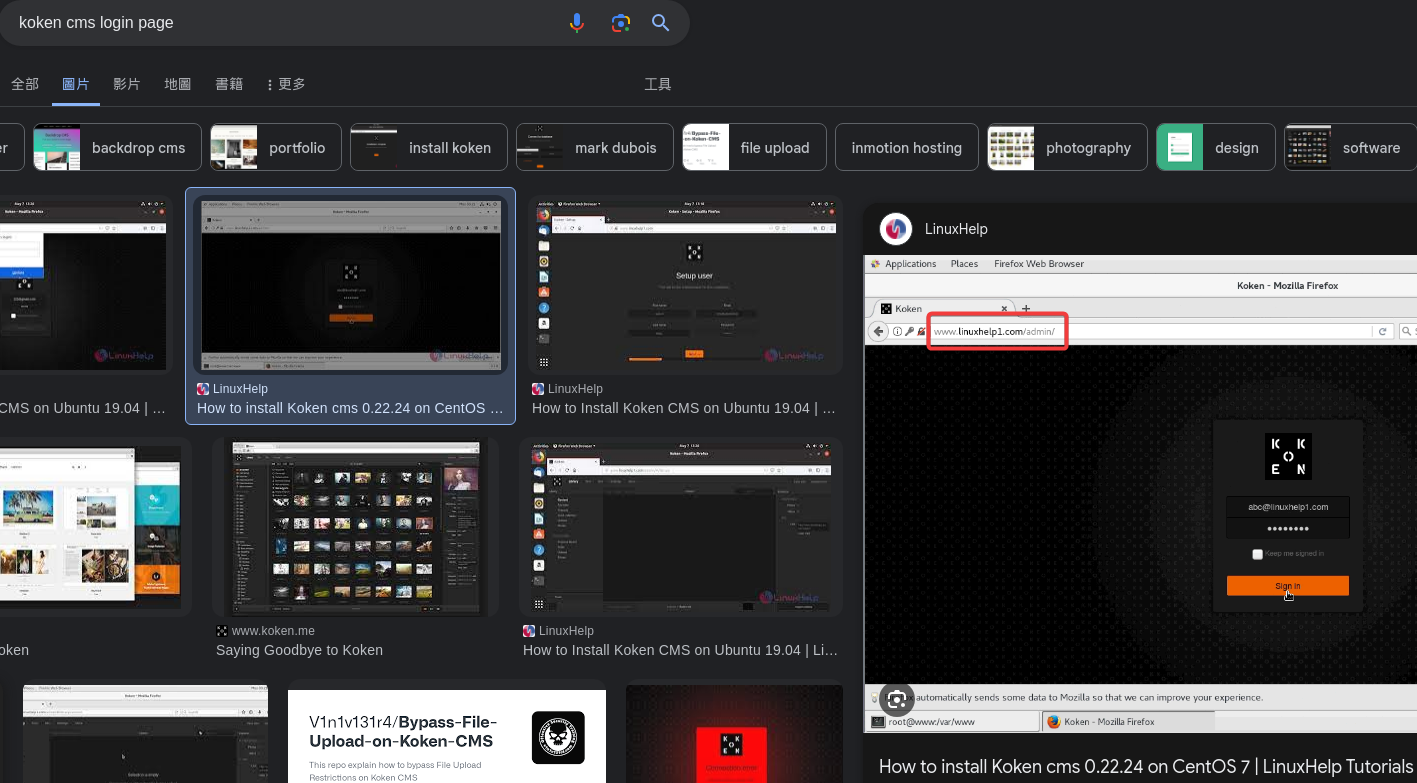 koken cms login page
全部
圖片
影片
地圖
書籍
更多
工具
er
backdrop cms
portfolio
install koken
mark dubois
file upload
inmotion hosting
photography
design
software
LinuxHelp
CMS on Ubuntu 19.04 | …
LinuxHelp
LinuxHelp
How to install Koken cms 0.22.24 on CentOS …
Setup user
LinuxHelp
LinuxHelp
How to Install Koken CMS on Ubuntu 19.04 | …
oken
www.koken.me
Saying Goodbye to Koken
LinuxHelp
LinuxHelp
How to Install Koken CMS on Ubuntu 19.04 | Li…
V1n1v131r4/Bypass-File-
Upload-on-Koken-CMS
This repo explain how to bypass File Upload
Restrictions on Koken CMS
LinuxHelp
Applications Places Firefox Web Browser
Koken - Mozilla Firefox
Koken
www.linuxhelp1.com/admin/
K K
O
E N
abc@linuxhelp1.com
Keep me signed in
Sign in
automatically sends some data to Mozilla so that we can improve your experience.
root@www:/var/www
Koken - Mozilla Firefox
How to install Koken cms 0.22.24 on CentOS 7 | LinuxHelp Tutorials